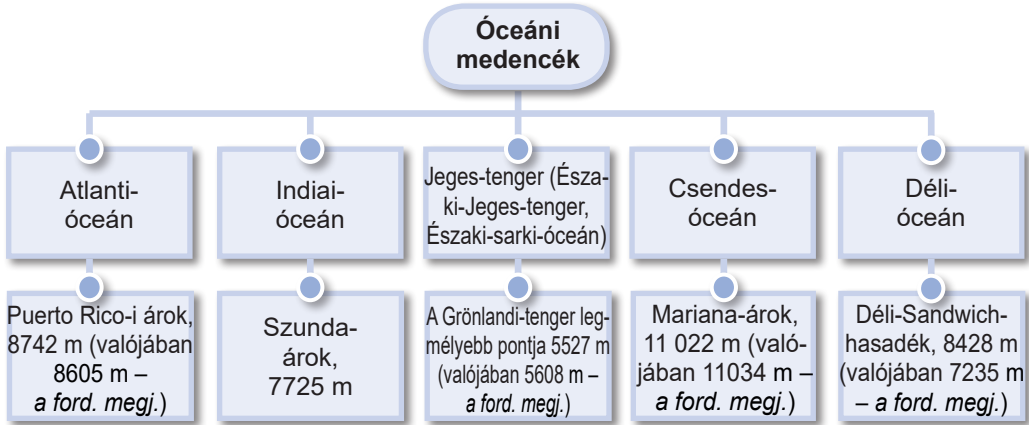 Óceáni
medencék
Atlanti-
óceán
Indiai-
óceán
Jeges-tenger (Észa-
ki-Jeges-tenger,
Északi-sarki-óceán)
Csendes-
óceán
Déli-
óceán
Puerto Rico-i árok,
8742 m (valójában
8605 m –
a ford. megj.)
Szunda-
árok,
7725 m
A Grönlandi-tenger leg-
mélyebb pontja 5527 m
(valójában 5608 m –
a ford. megj.)
Mariana-árok,
11 022 m (való-
jában 11034 m –
a ford. megj.)
Déli-Sandwich-
hasadék, 8428 m
(valójában 7235 m
– a ford. megj.)